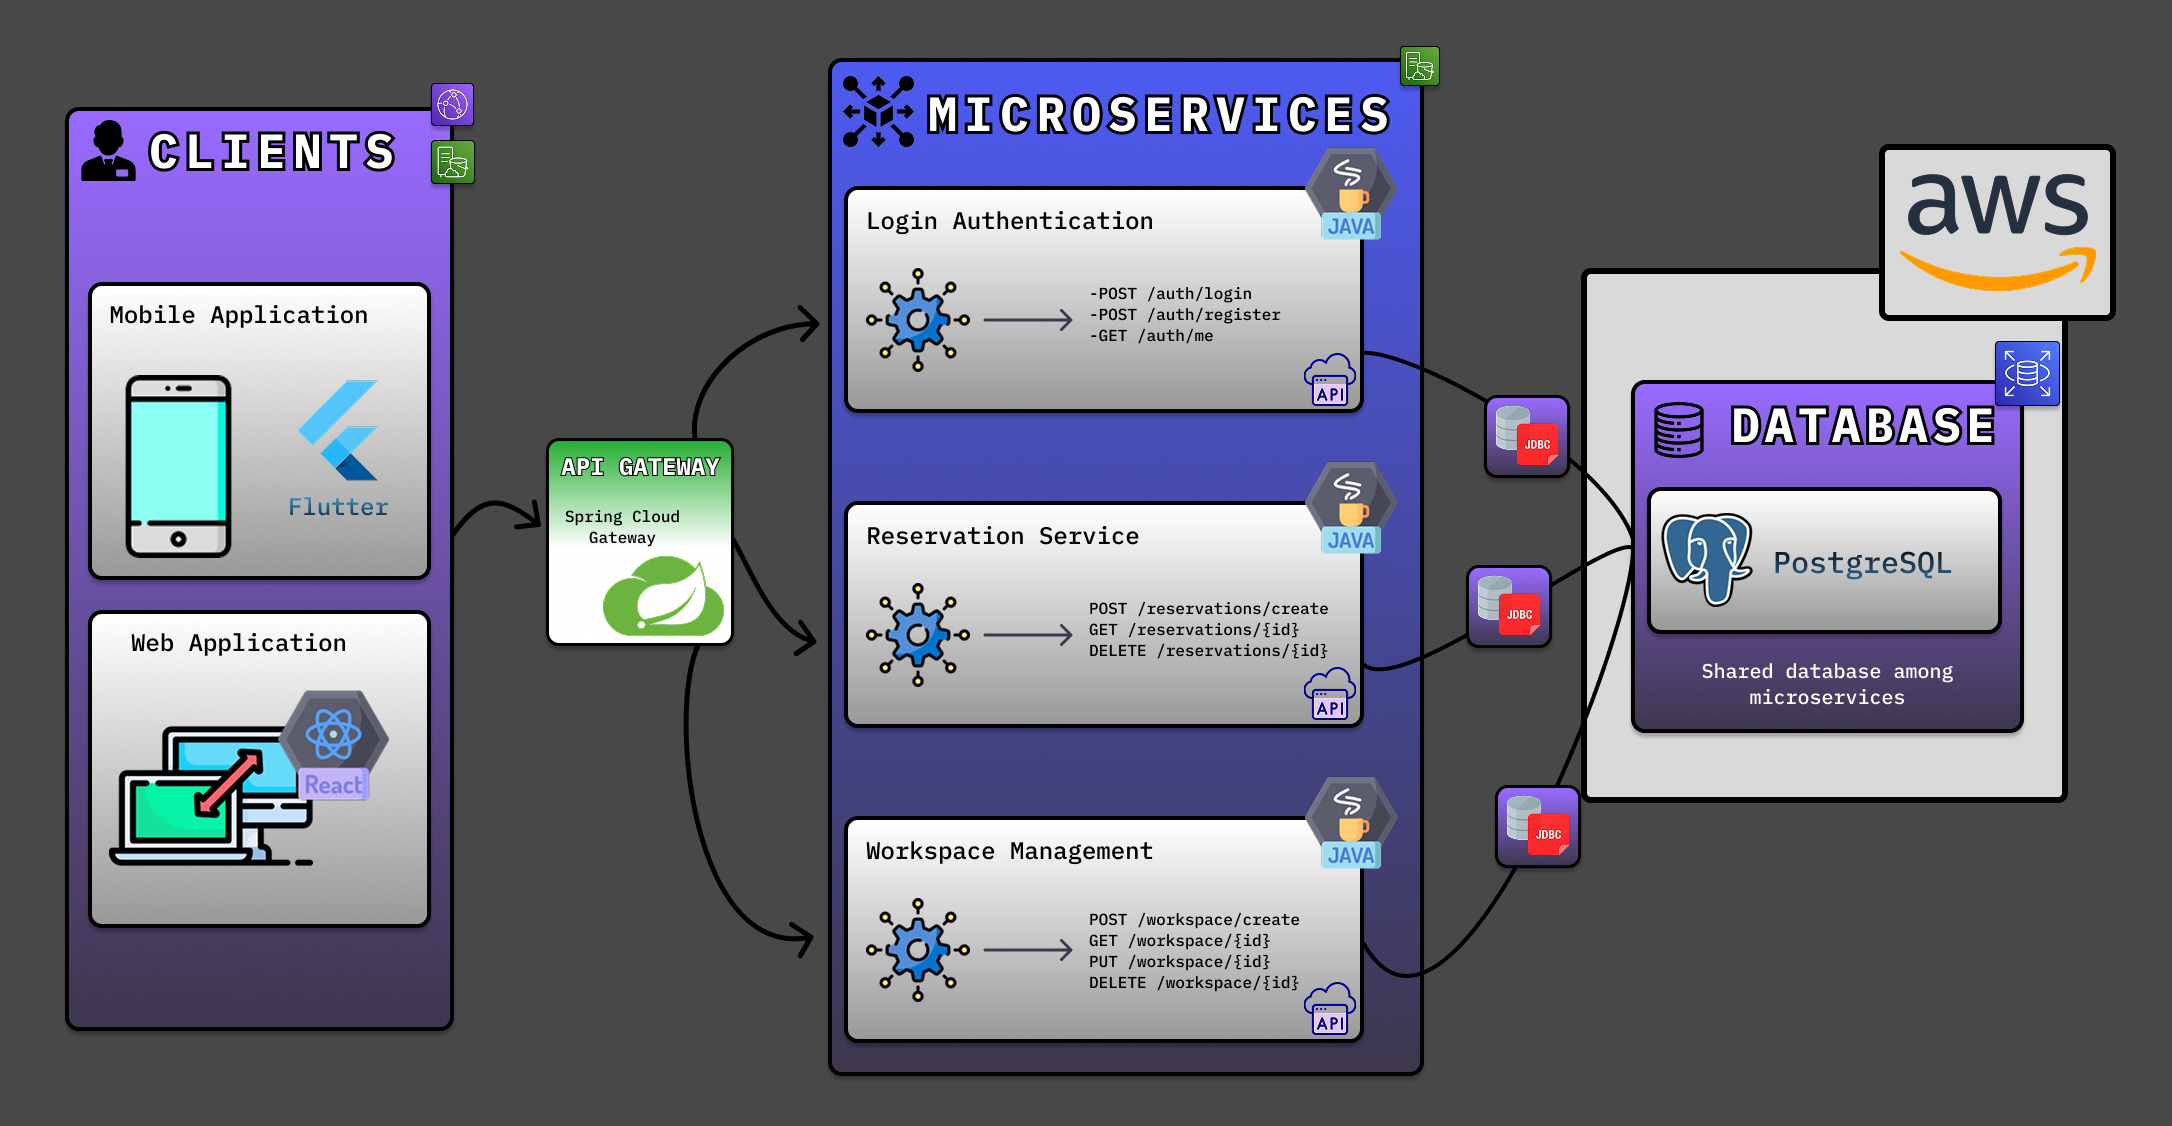 CLIENTS
Mobile Application
Flutter
Web Application
React
API GATEWAY
Spring Cloud
Gateway
MICROSERVICES
Login Authentication
JAVA
-POST /auth/login
-POST /auth/register
-GET /auth/me
API
Reservation Service
JAVA
POST /reservations/create
GET /reservations/{id}
DELETE /reservations/{id}
API
Workspace Management
JAVA
POST /workspace/create
GET /workspace/{id}
PUT /workspace/{id}
DELETE /workspace/{id}
API
JDBC
JDBC
JDBC
aws
DATABASE
PostgreSQL
Shared database among
microservices